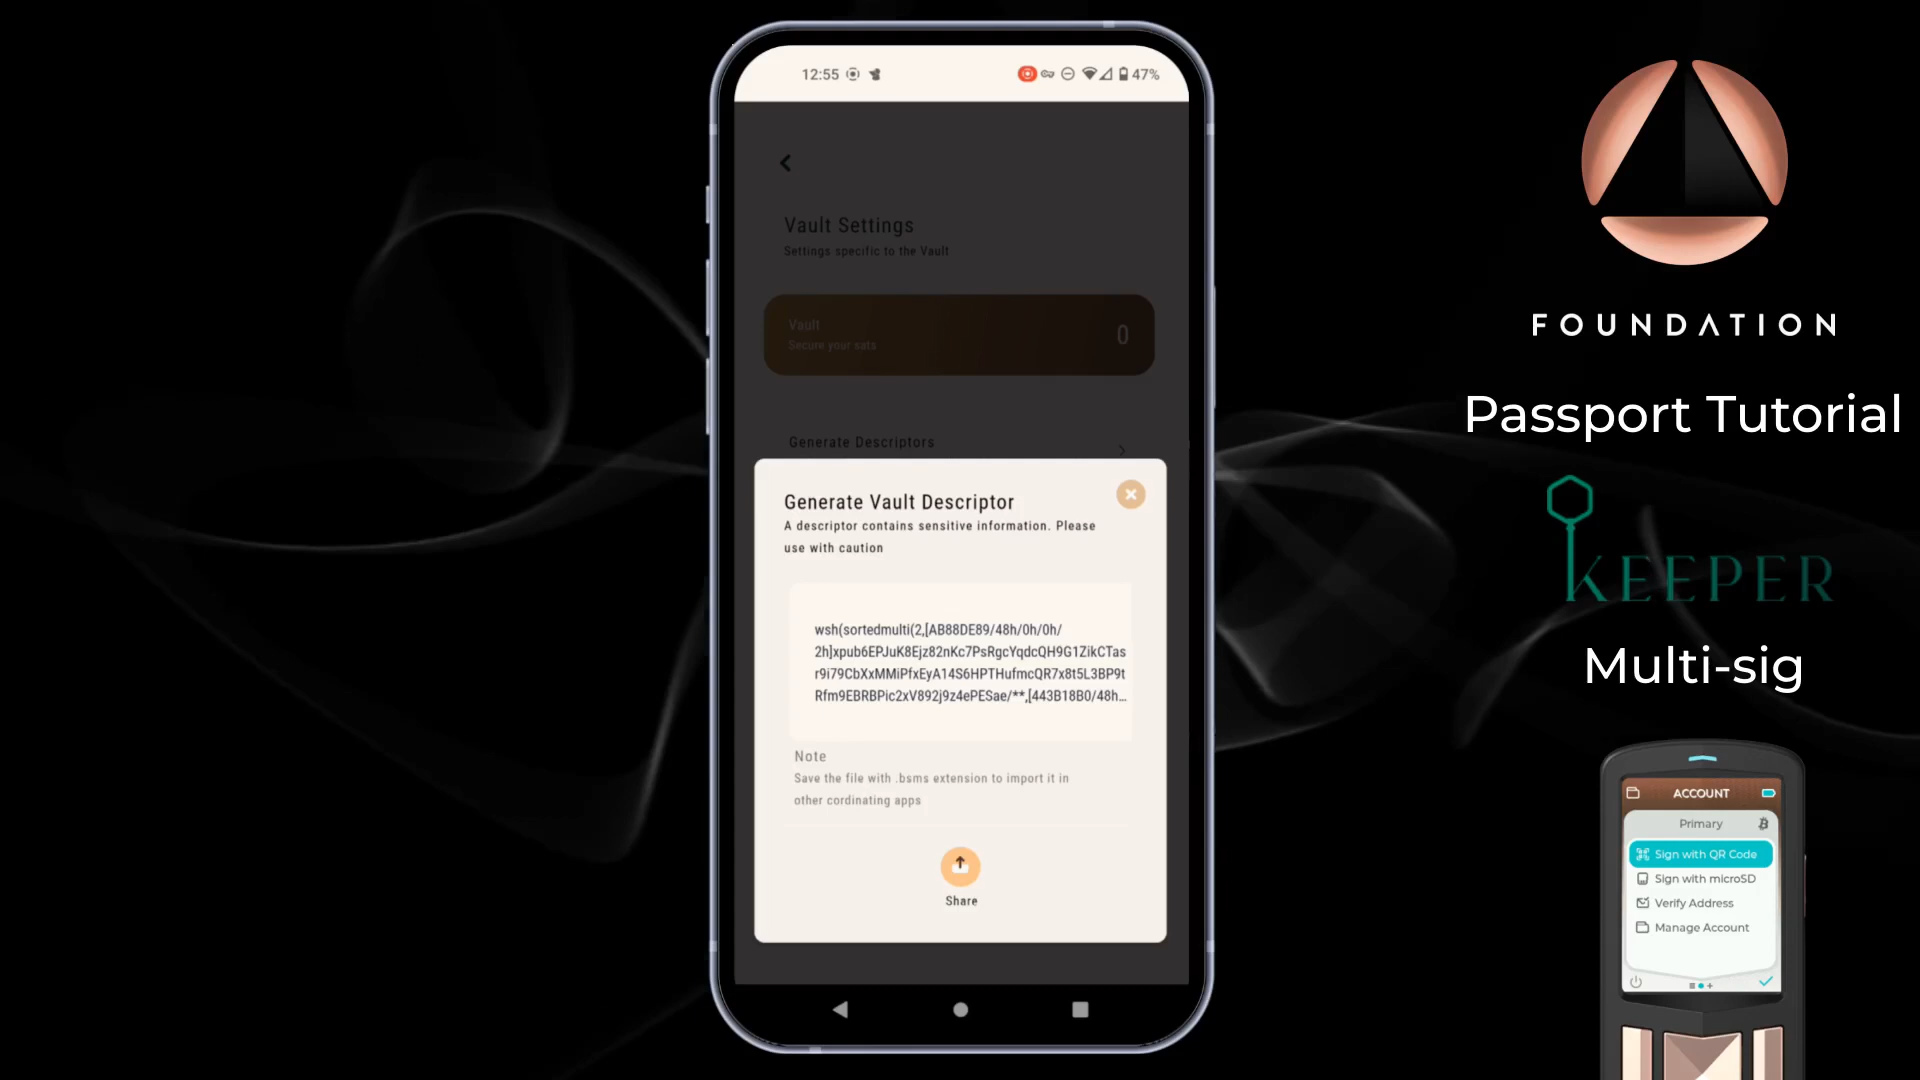 12:55
47%
Vault Settings
Settings specific to the Vault
Vault
Secure your sats
0
Generate Descriptors
Generate Vault Descriptor
A descriptor contains sensitive information. Please
use with caution
wsh(sortedmulti(2,[AB88DE89/48h/0h/0h/
2h]xpub6EPJuK8Ejz82nKc7PsRgcYqdcQH9G1ZikCTas
r9i79CbXxMMiPfxEyA14S6HPTHufmcQR7x8t5L3BP9t
Rfm9EBRBPic2xV892j9z4ePESae/**,[443B18B0/48h...
Note
Save the file with .bsms extension to import it in
other cordinating apps
Share
FOUNDATION
Passport Tutorial
KEEPER
Multi-sig
ACCOUNT
Primary
Sign with QR Code
Sign with microSD
Verify Address
Manage Account